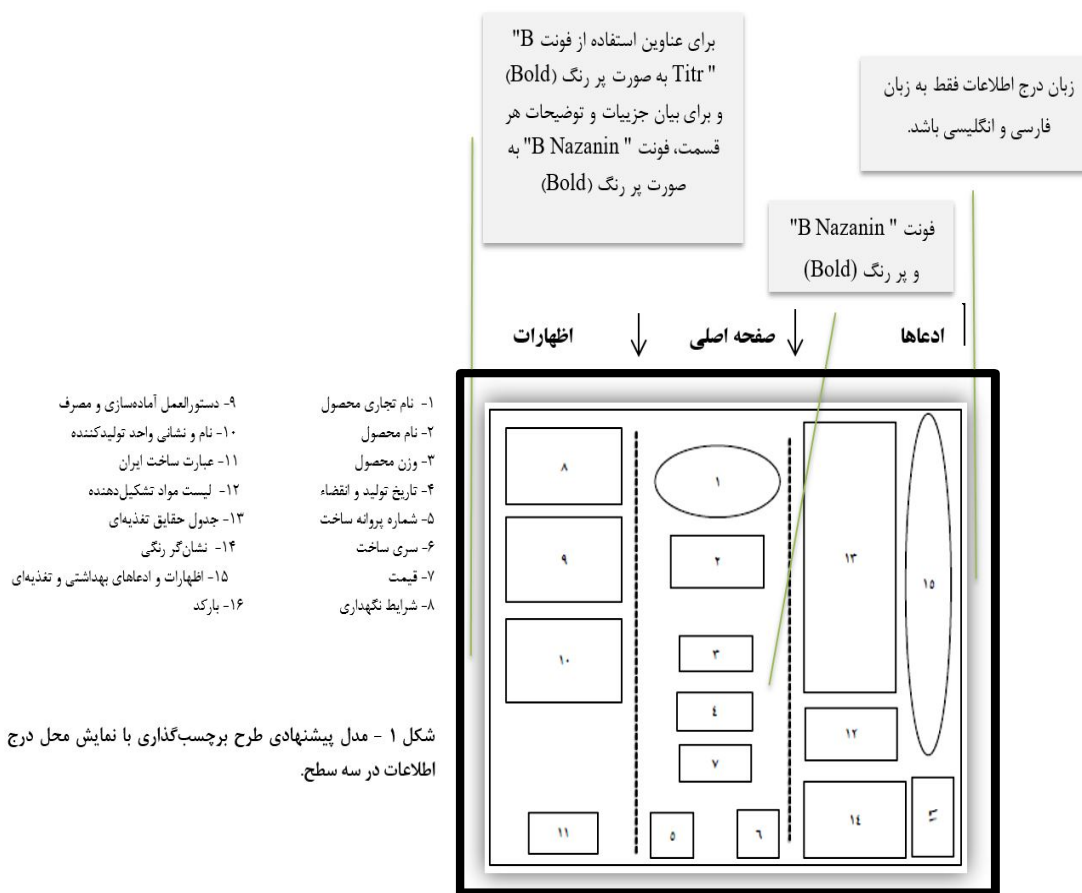 زبان درج اطلاعات فقط به زبان
فارسی و انگلیسی باشد.
برای عناوین استفاده از فونت B"
Titr " به صورت پر رنگ (Bold)
و برای بیان جزییات و توضیحات هر
قسمت، فونت " B Nazanin" به
صورت پر رنگ (Bold)
فونت " B Nazanin"
و پر رنگ (Bold)
ادعاها
صفحه اصلی
اظهارات
۱۵
۱۳
۱۲
۱۴
۱۶
۱
۲
۳
۴
۷
۶
۵
۸
۹
۱۰
۱۱
۱- نام تجاری محصول
۲- نام محصول
۳- وزن محصول
۴- تاریخ تولید و انقضاء
۵- شماره پروانه ساخت
۶- سری ساخت
۷- قیمت
۸- شرایط نگهداری
۹- دستورالعمل آماده‌سازی و مصرف
۱۰- نام و نشانی واحد تولیدکننده
۱۱- عبارت ساخت ایران
۱۲- لیست مواد تشکیل‌دهنده
۱۳- جدول حقایق تغذیه‌ای
۱۴- نشان‌گر رنگی
۱۵- اظهارات و ادعاهای بهداشتی و تغذیه‌ای
۱۶- بارکد
شکل ۱ - مدل پیشنهادی طرح برچسب‌گذاری با نمایش محل درج
اطلاعات در سه سطح.